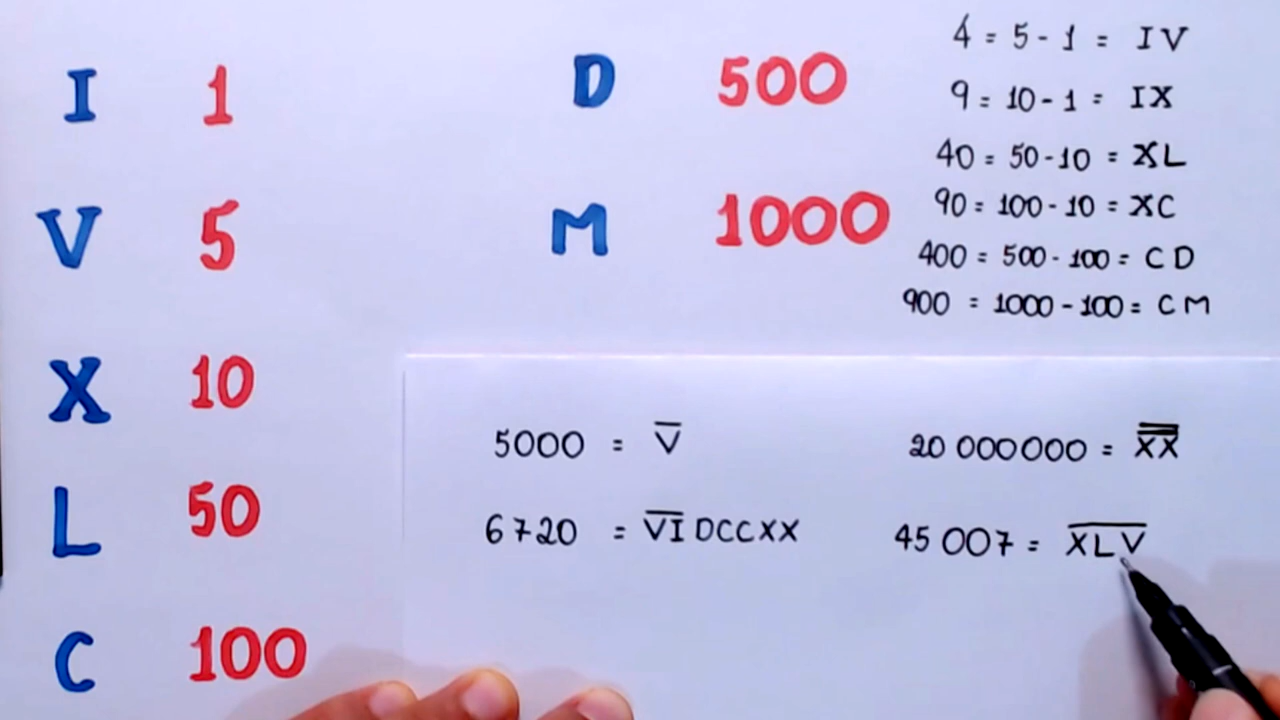 I 1
V 5
X 10
L 50
C 100
D 500
M 1000
4 = 5 - 1 = IV
9 = 10 - 1 = IX
40 = 50 - 10 = XL
90 = 100 - 10 = XC
400 = 500 - 100 = CD
900 = 1000 - 100 = CM
5000 = V̅
6720 = V̅I̅DCCXX
20 000000 = X̿X̿
45 007 = X̅L̅V̅